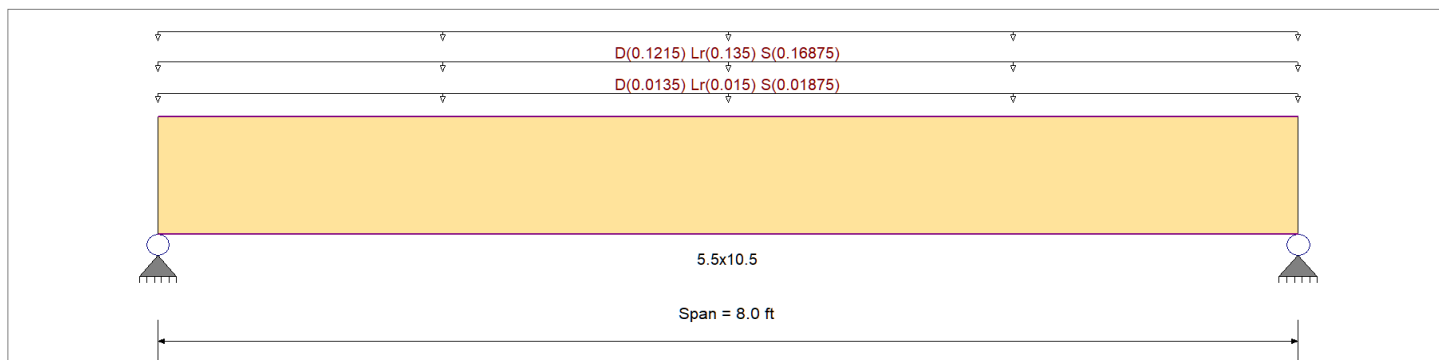 D(0.1215) Lr(0.135) S(0.16875)
D(0.0135) Lr(0.015) S(0.01875)
5.5x10.5
Span = 8.0 ft